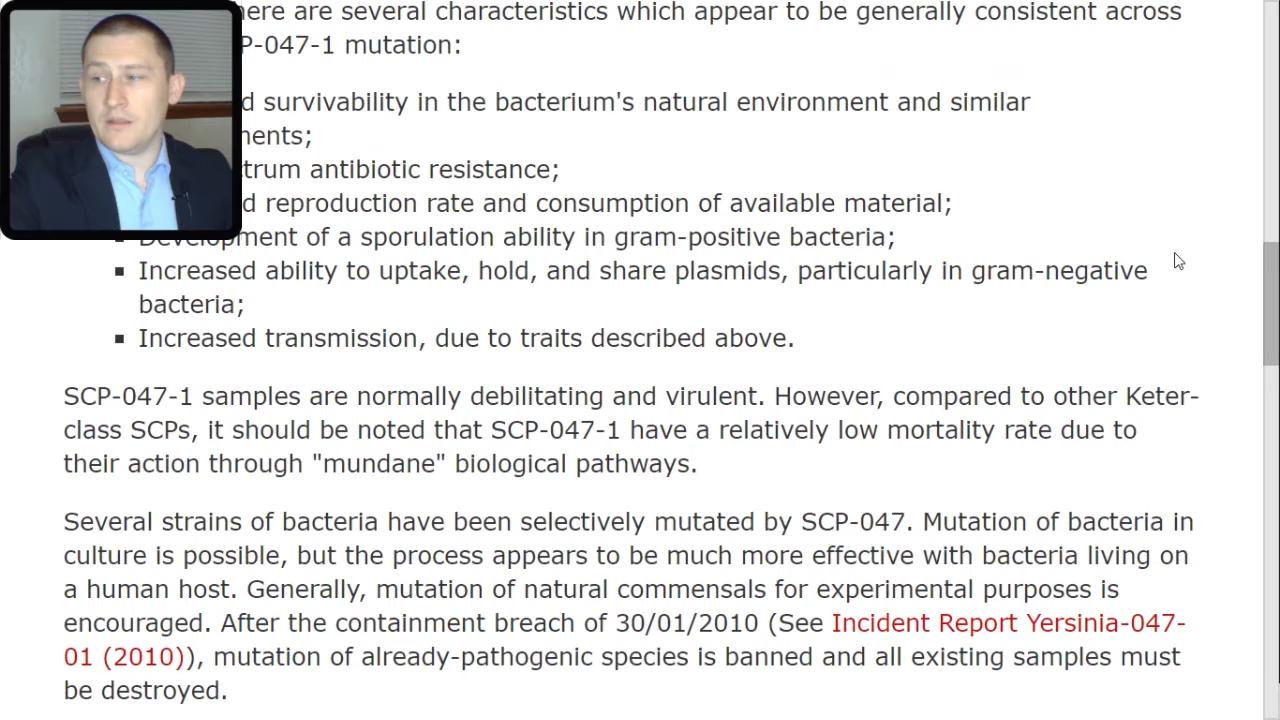 here are several characteristics which appear to be generally consistent across
P-047-1 mutation:
d survivability in the bacterium's natural environment and similar
ments;
trum antibiotic resistance;
d reproduction rate and consumption of available material;
Development of a sporulation ability in gram-positive bacteria;
Increased ability to uptake, hold, and share plasmids, particularly in gram-negative
bacteria;
Increased transmission, due to traits described above.
SCP-047-1 samples are normally debilitating and virulent. However, compared to other Keter-
class SCPs, it should be noted that SCP-047-1 have a relatively low mortality rate due to
their action through "mundane" biological pathways.
Several strains of bacteria have been selectively mutated by SCP-047. Mutation of bacteria in
culture is possible, but the process appears to be much more effective with bacteria living on
a human host. Generally, mutation of natural commensals for experimental purposes is
encouraged. After the containment breach of 30/01/2010 (See Incident Report Yersinia-047-
01 (2010)), mutation of already-pathogenic species is banned and all existing samples must
be destroyed.